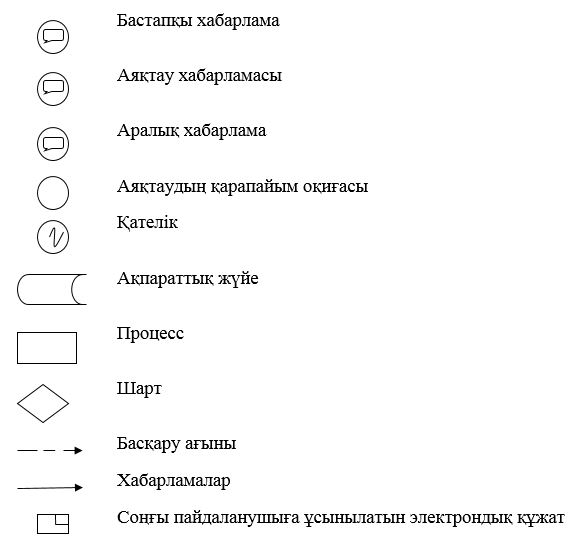 Бастапқы хабарлама
Аяқтау хабарламасы
Аралық хабарлама
Аяқтаудың қарапайым оқиғасы
Қателік
Ақпараттық жүйе
Процесс
Шарт
Басқару ағыны
Хабарламалар
Соңғы пайдаланушыға ұсынылатын электрондық құжат